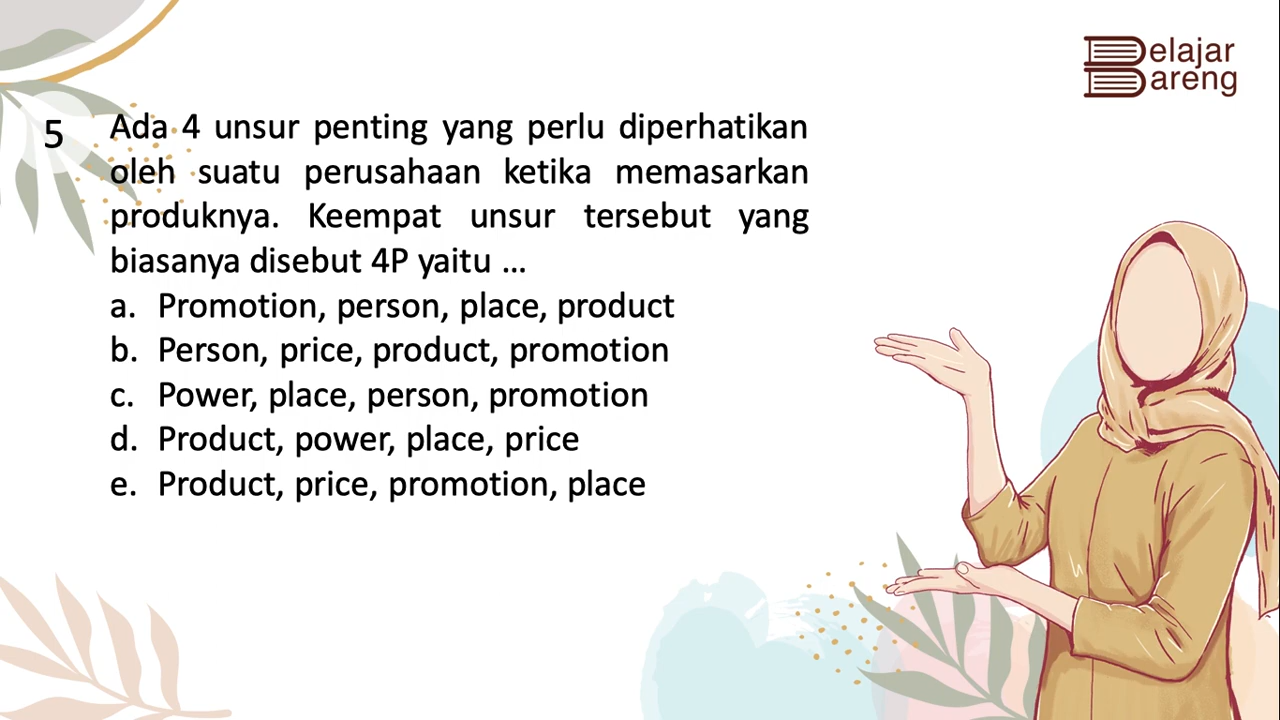 Belajar
Bareng
5 Ada 4 unsur penting yang perlu diperhatikan
oleh suatu perusahaan ketika memasarkan
produknya. Keempat unsur tersebut yang
biasanya disebut 4P yaitu ...
a. Promotion, person, place, product
b. Person, price, product, promotion
c. Power, place, person, promotion
d. Product, power, place, price
e. Product, price, promotion, place